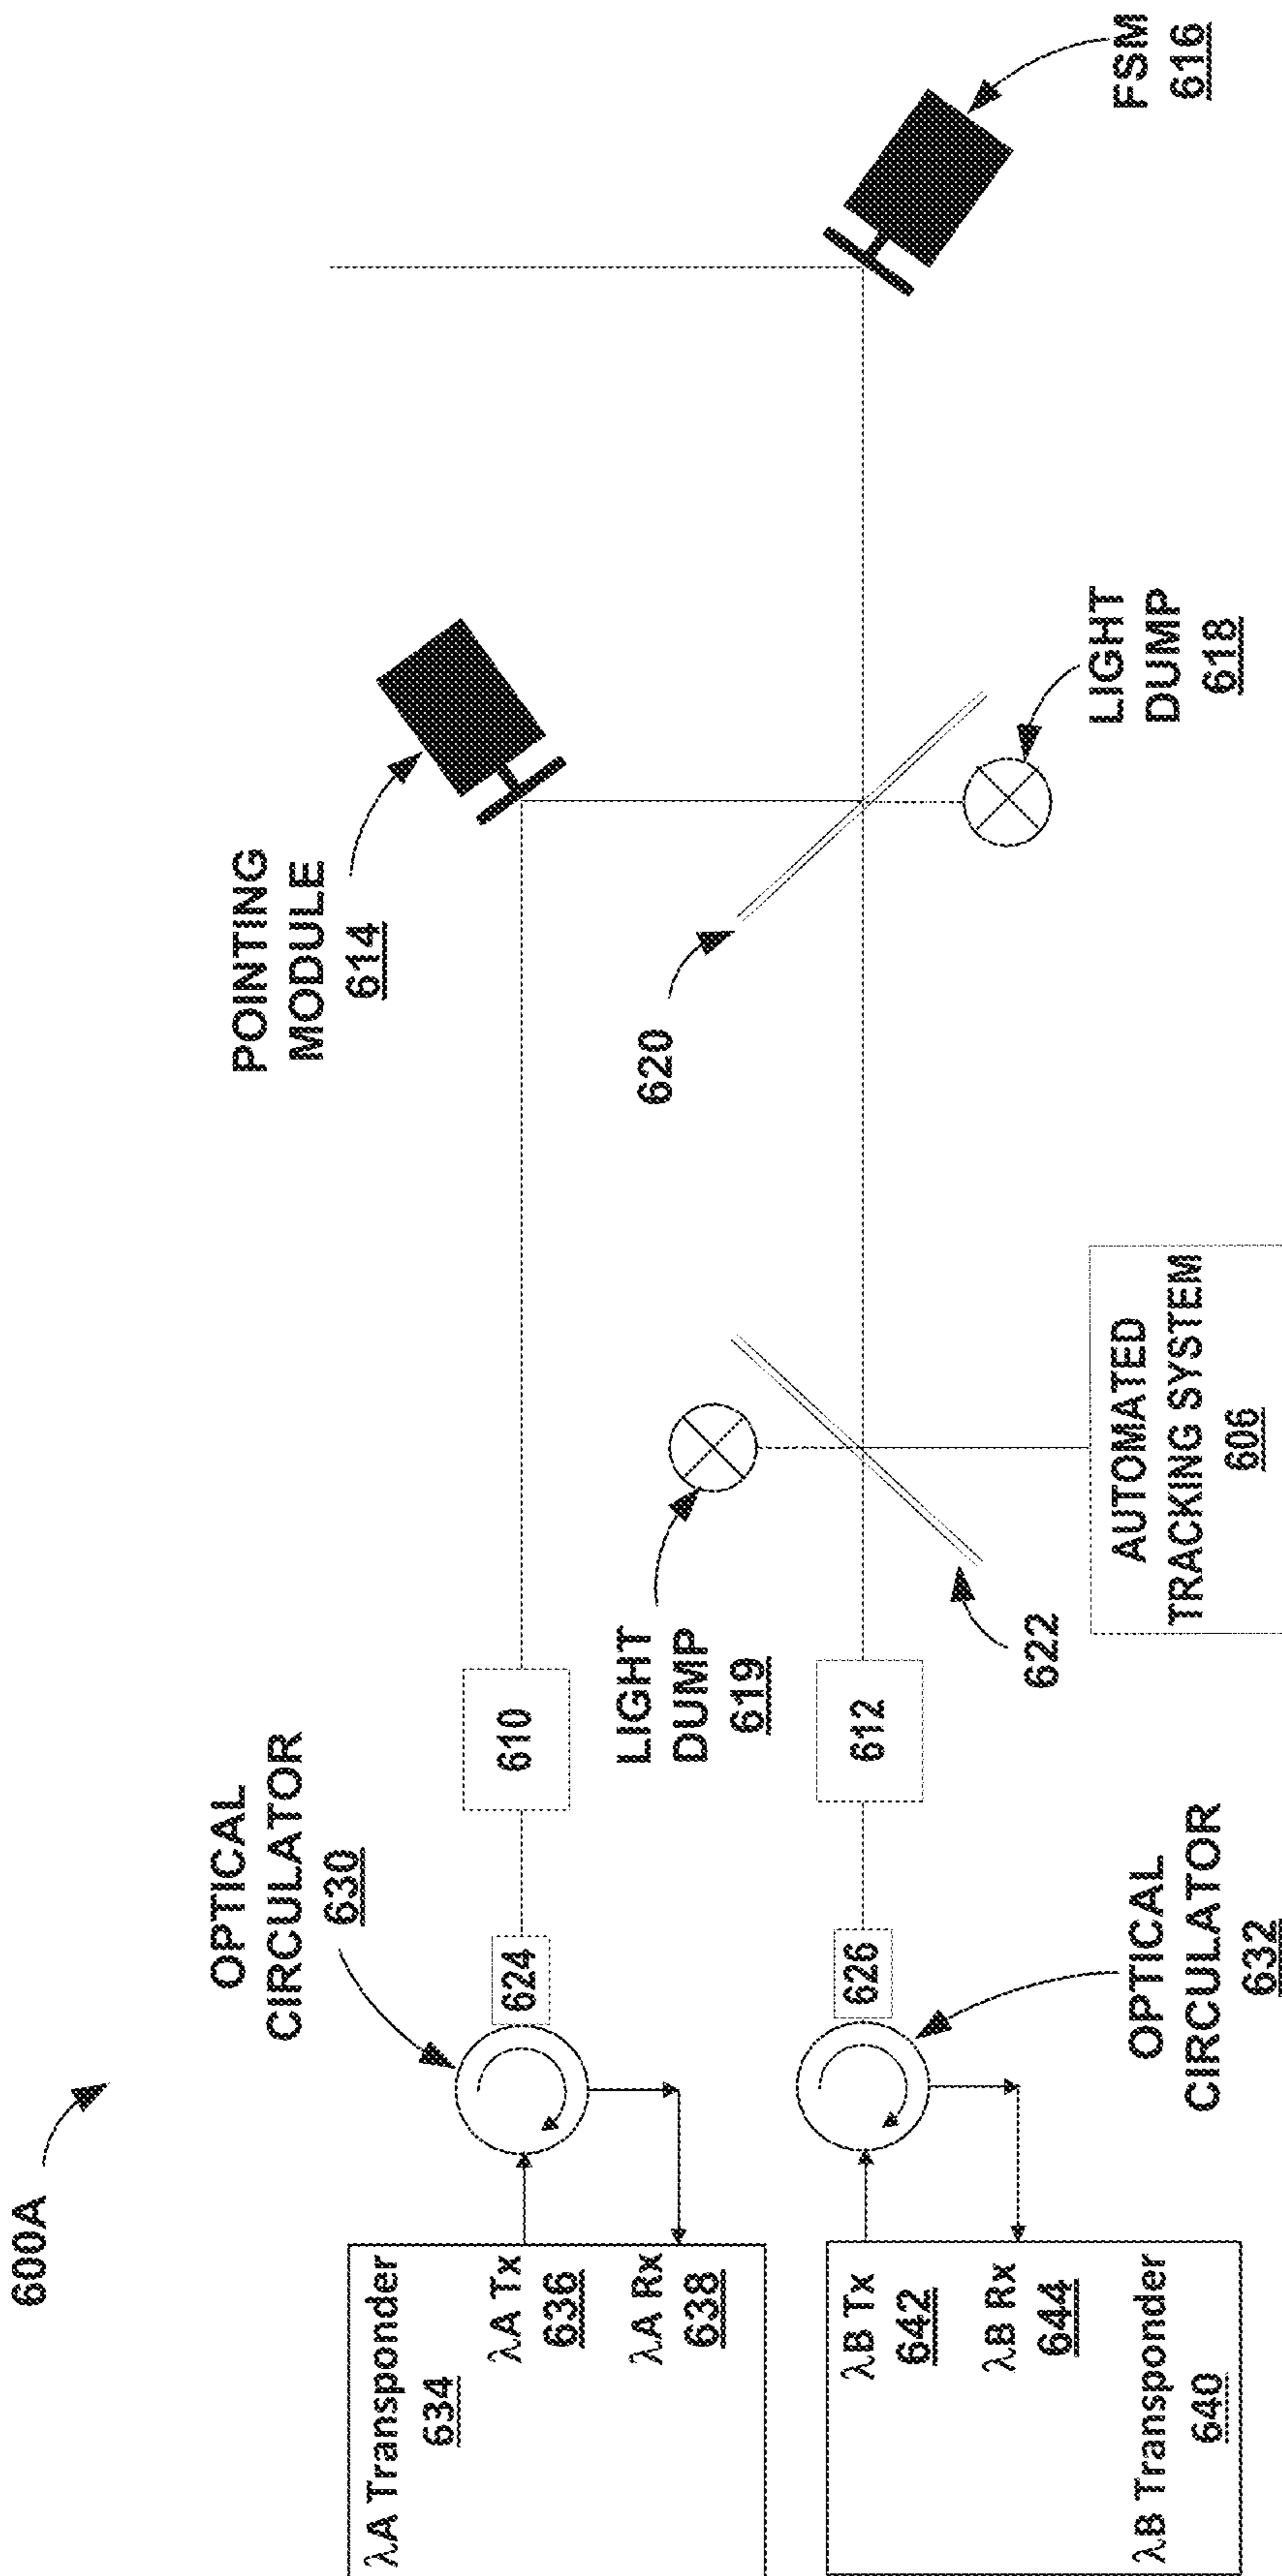 600A
OPTICAL
CIRCULATOR
630
POINTING
MODULE
614
λA Transponder
634
λA Tx
636
λA Rx
638
624
610
LIGHT
DUMP
619
620
λB Tx
642
λB Rx
644
λB Transponder
640
626
612
OPTICAL
CIRCULATOR
632
622
AUTOMATED
TRACKING SYSTEM
606
LIGHT
DUMP
618
FSM
616